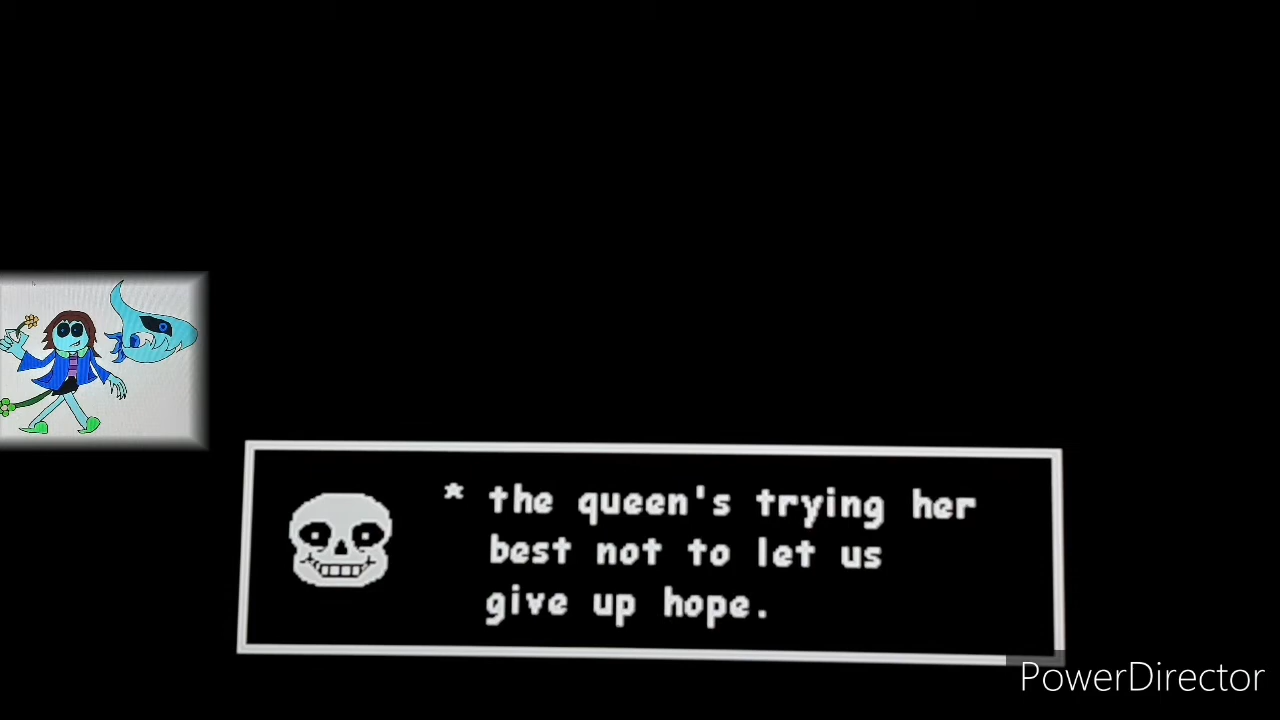 * the queen's trying her
best not to let us
give up hope.
PowerDirector